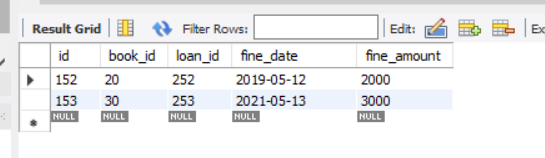 Result Grid Filter Rows: Edit: Ex
id book_id loan_id fine_date fine_amount
152 20 252 2019-05-12 2000
153 30 253 2021-05-13 3000
NULL NULL NULL NULL NULL